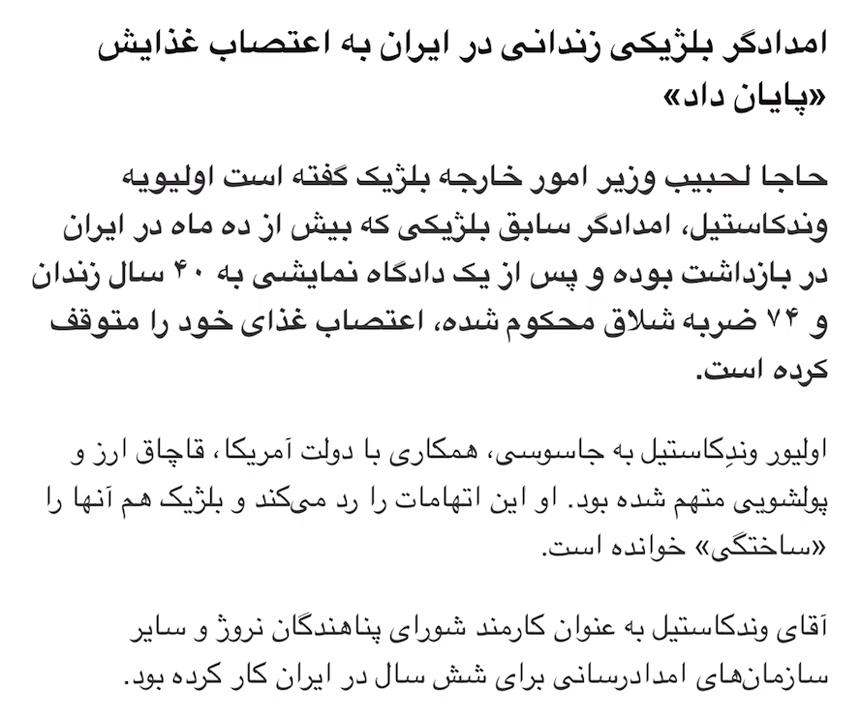 امدادگر بلژیکی زندانی در ایران به اعتصاب غذایش
«پایان داد»
حاجا لحبیب وزیر امور خارجه بلژیک گفته است اولیویه
وندکاستیل، امدادگر سابق بلژیکی که بیش از ده ماه در ایران
در بازداشت بوده و پس از یک دادگاه نمایشی به ۴۰ سال زندان
و ۷۴ ضربه شلاق محکوم شده، اعتصاب غذای خود را متوقف
کرده است.
اولیور وندِکاستیل به جاسوسی، همکاری با دولت آمریکا، قاچاق ارز و
پولشویی متهم شده بود. او این اتهامات را رد می‌کند و بلژیک هم آنها را
«ساختگی» خوانده است.
آقای وندکاستیل به عنوان کارمند شورای پناهندگان نروژ و سایر
سازمان‌های امدادرسانی برای شش سال در ایران کار کرده بود.